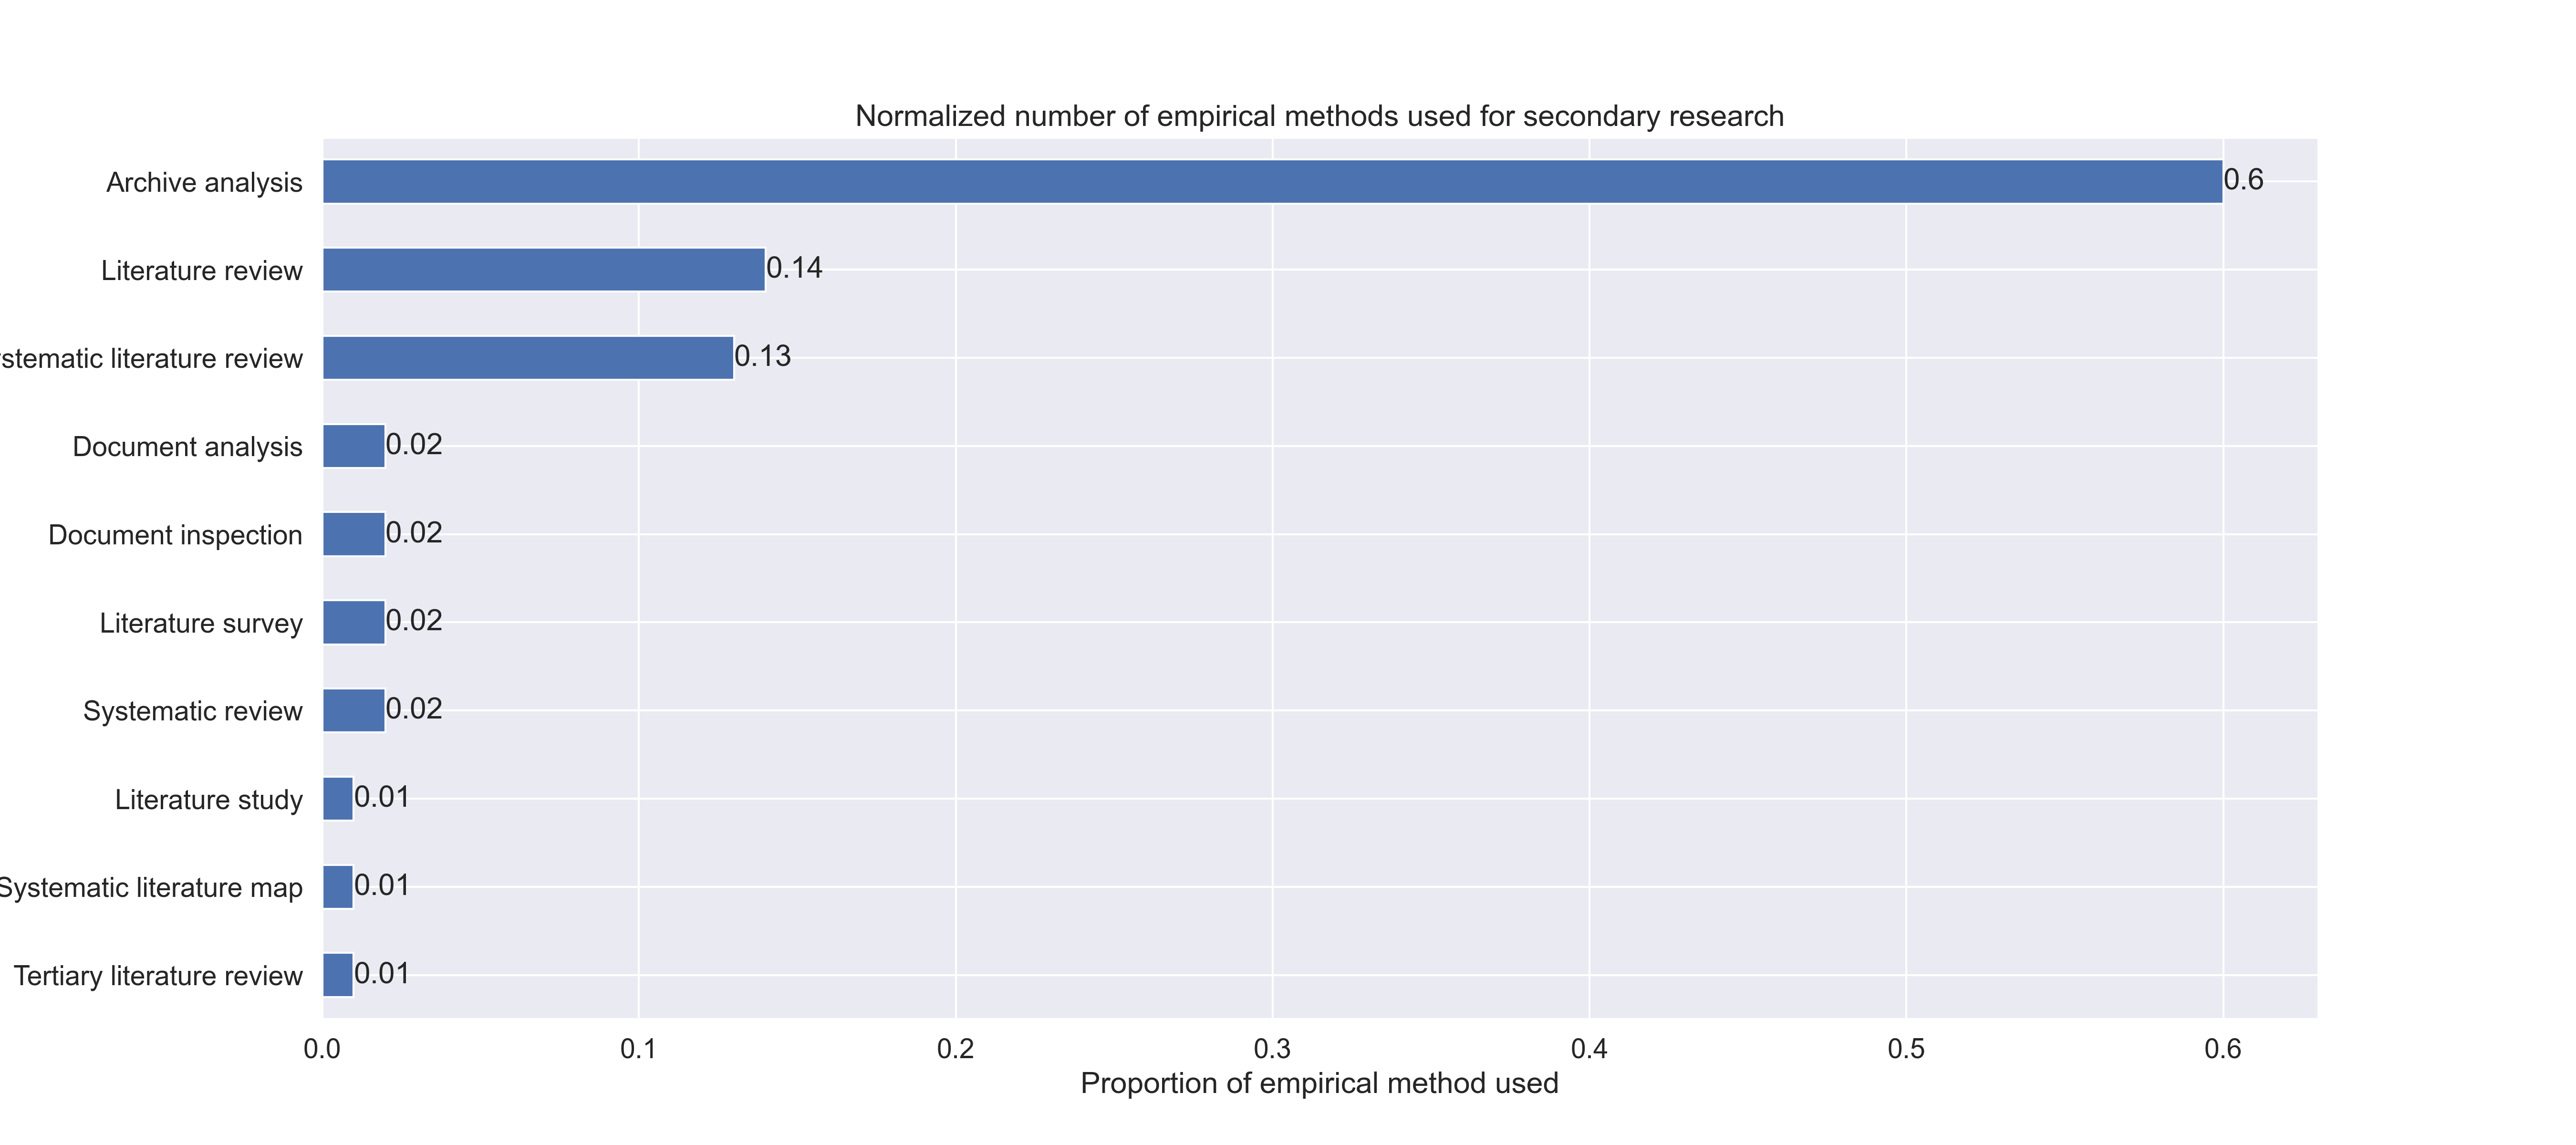 Normalized number of empirical methods used for secondary research
Archive analysis 0.6
Literature review 0.14
stematic literature review 0.13
Document analysis 0.02
Document inspection 0.02
Literature survey 0.02
Systematic review 0.02
Literature study 0.01
Systematic literature map 0.01
Tertiary literature review 0.01
0.0 0.1 0.2 0.3 0.4 0.5 0.6
Proportion of empirical method used